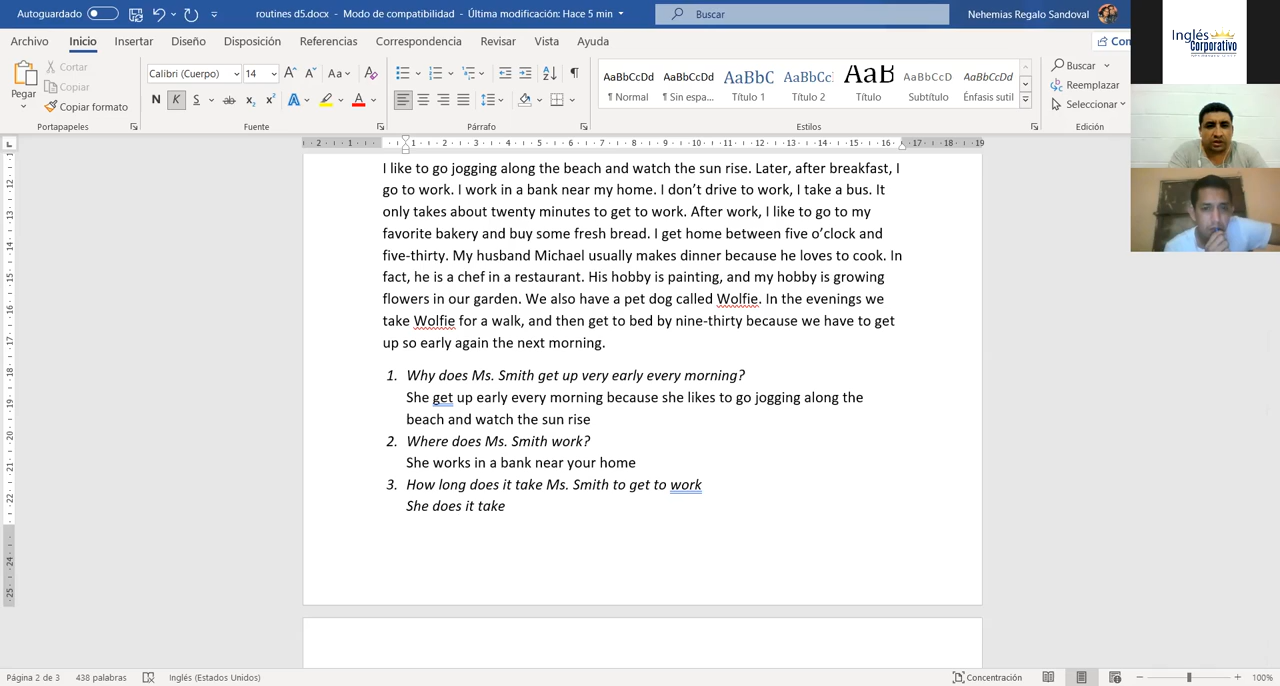 Autoguardado
routines d5.docx - Modo de compatibilidad - Última modificación: Hace 5 min
Buscar
Nehemias Regalo Sandoval
Archivo Inicio Insertar Diseño Disposición Referencias Correspondencia Revisar Vista Ayuda
Com
Pegar
Cortar
Copiar
Copiar formato
Portapapeles
Calibri (Cuerpo) 14
N K S ab x₂ x²
Fuente
Párrafo
AaBbCcDd AaBbCcDd AaBbC AaBbCc AaBb AaBbCcDd AaBbCcDd
¶ Normal ¶ Sin espa... Título 1 Título 2 Título Subtítulo Énfasis sutil
Estilos
Buscar
Reemplazar
Seleccionar
Edición
Inglés
Corporativo
I like to go jogging along the beach and watch the sun rise. Later, after breakfast, I
go to work. I work in a bank near my home. I don't drive to work, I take a bus. It
only takes about twenty minutes to get to work. After work, I like to go to my
favorite bakery and buy some fresh bread. I get home between five o'clock and
five-thirty. My husband Michael usually makes dinner because he loves to cook. In
fact, he is a chef in a restaurant. His hobby is painting, and my hobby is growing
flowers in our garden. We also have a pet dog called Wolfie. In the evenings we
take Wolfie for a walk, and then get to bed by nine-thirty because we have to get
up so early again the next morning.
1. Why does Ms. Smith get up very early every morning?
She get up early every morning because she likes to go jogging along the
beach and watch the sun rise
2. Where does Ms. Smith work?
She works in a bank near your home
3. How long does it take Ms. Smith to get to work
She does it take
Página 2 de 3 438 palabras Inglés (Estados Unidos) Concentración 100%